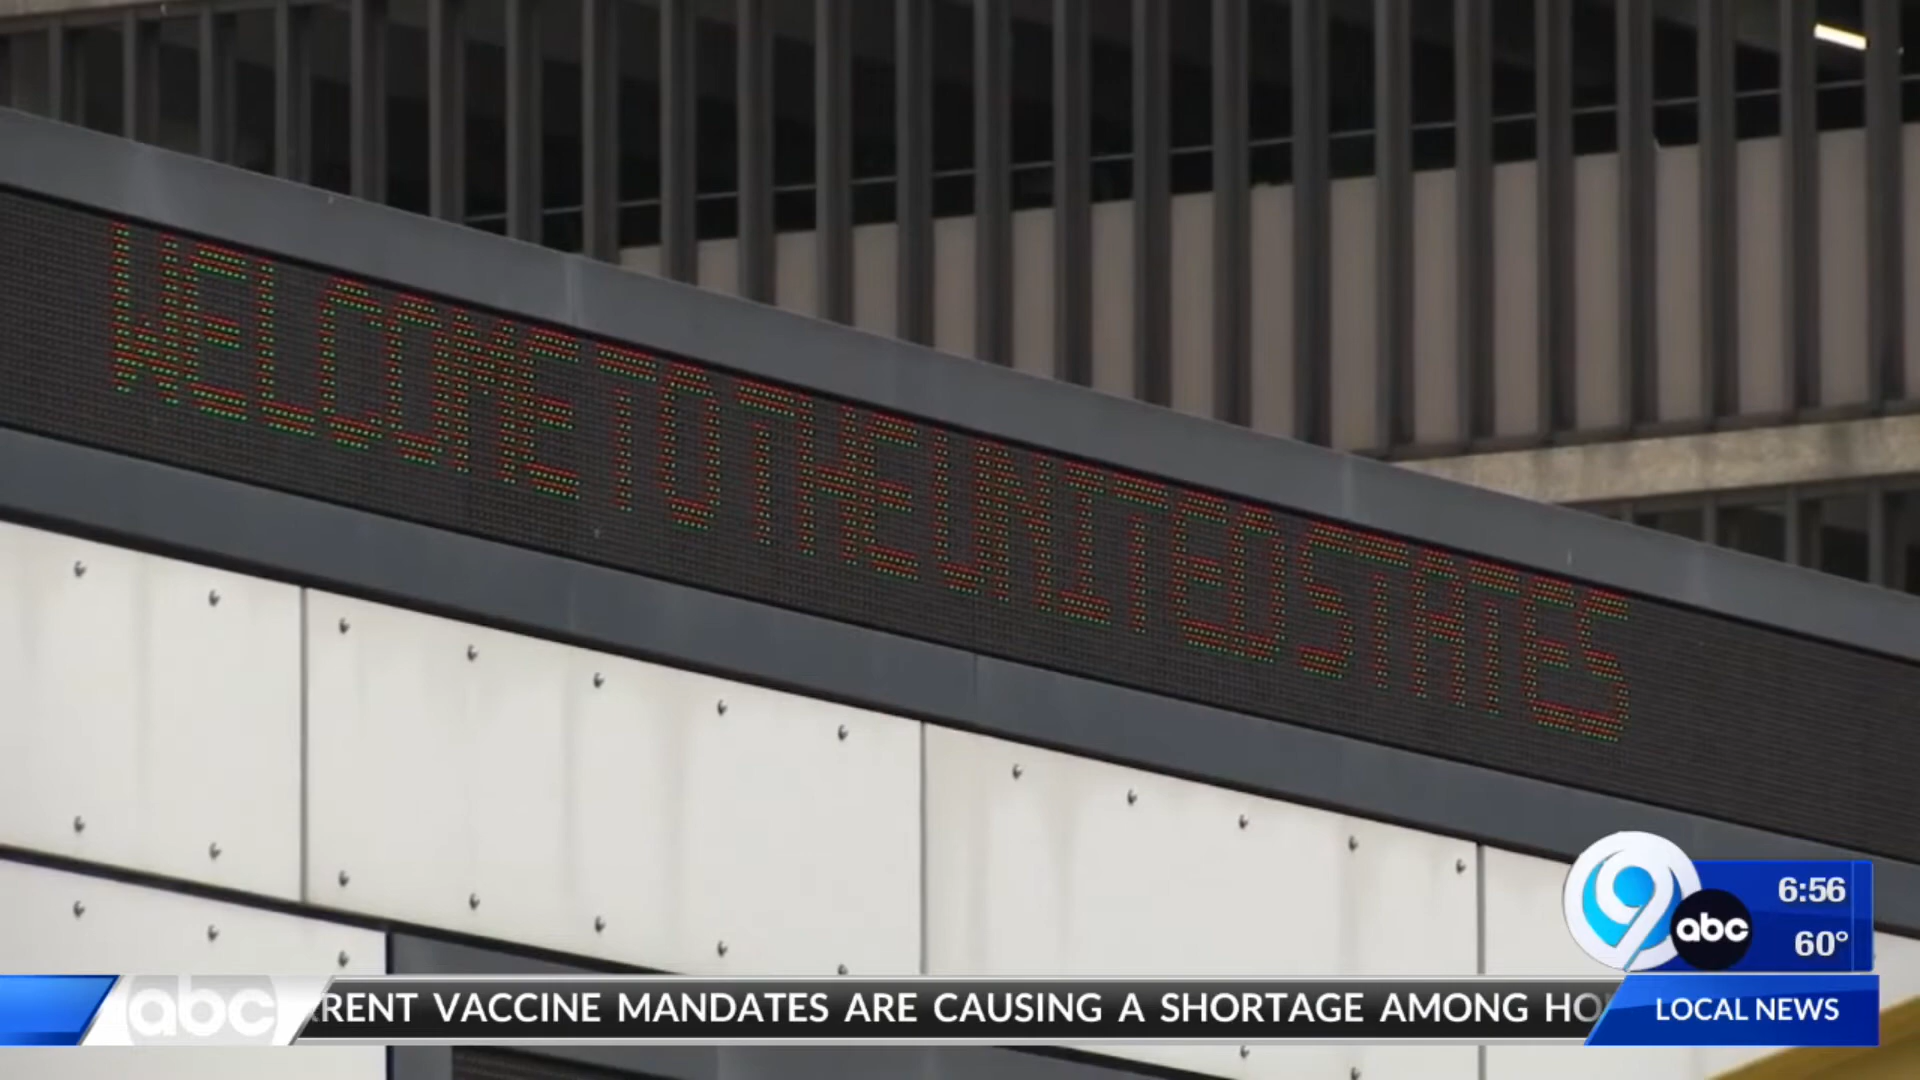 WELCOME TO THE UNITED STATES
9
abc
6:56
60°
abc
RENT VACCINE MANDATES ARE CAUSING A SHORTAGE AMONG HO
LOCAL NEWS